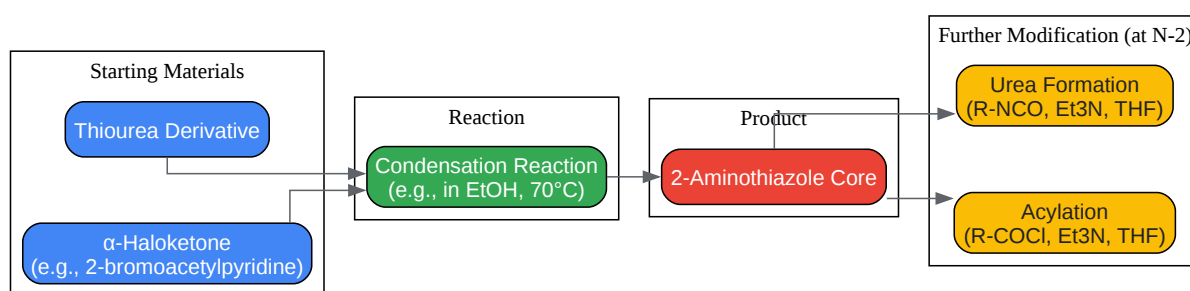 Starting Materials
Thiourea Derivative
α-Haloketone
(e.g., 2-bromoacetylpyridine)
Reaction
Condensation Reaction
(e.g., in EtOH, 70°C)
Product
2-Aminothiazole Core
Further Modification (at N-2)
Urea Formation
(R-NCO, Et3N, THF)
Acylation
(R-COCl, Et3N, THF)